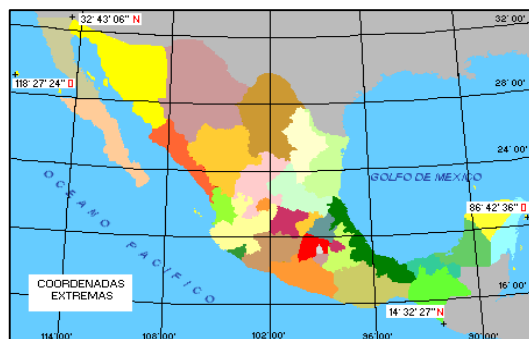 32° 43' 06" N
32° 00'
118° 27' 24" O
28° 00'
24° 00'
OCEANO PACIFICO
GOLFO DE MEXICO
86° 42' 36" O
COORDENADAS
EXTREMAS
16° 00'
14° 32' 27" N
114° 00'
108° 00'
102° 00'
96° 00'
90° 00'